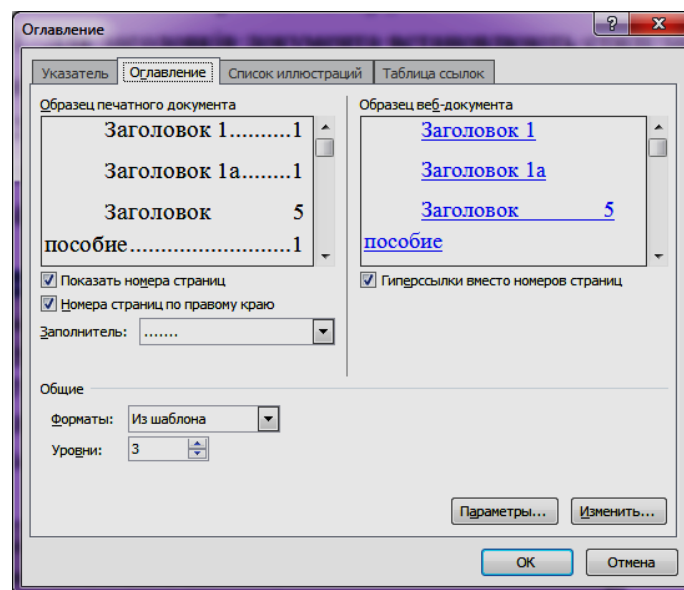 Оглавление
Указатель Оглавление Список иллюстраций Таблица ссылок
Образец печатного документа
Заголовок 1..........1
Заголовок 1а........1
Заголовок 5
пособие.........................1
Образец веб-документа
Заголовок 1
Заголовок 1а
Заголовок 5
пособие
Показать номера страниц
Номера страниц по правому краю
Заполнитель: .......
Гиперссылки вместо номеров страниц
Общие
Форматы: Из шаблона
Уровни: 3
Параметры... Изменить...
ОК Отмена